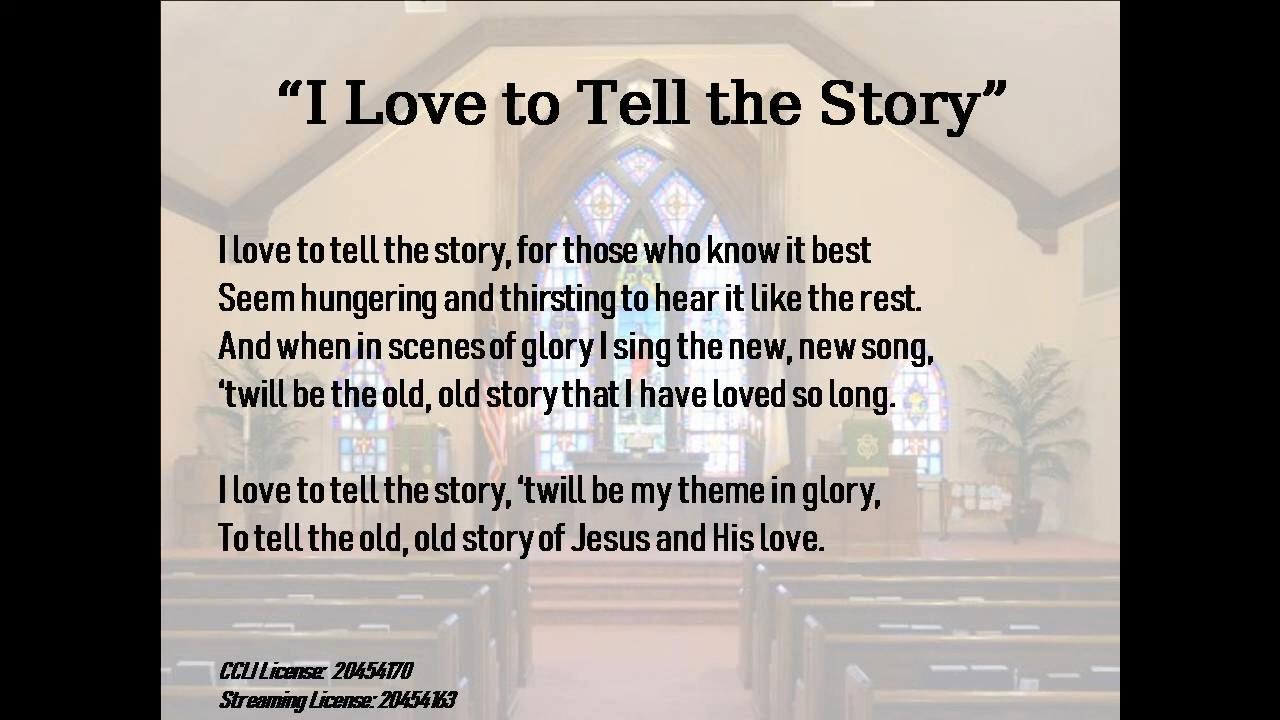 “I Love to Tell the Story”
I love to tell the story, for those who know it best
Seem hungering and thirsting to hear it like the rest.
And when in scenes of glory I sing the new, new song,
‘twill be the old, old story that I have loved so long.
I love to tell the story, ‘twill be my theme in glory,
To tell the old, old story of Jesus and His love.
CCLI License: 20454170
Streaming License: 20454163